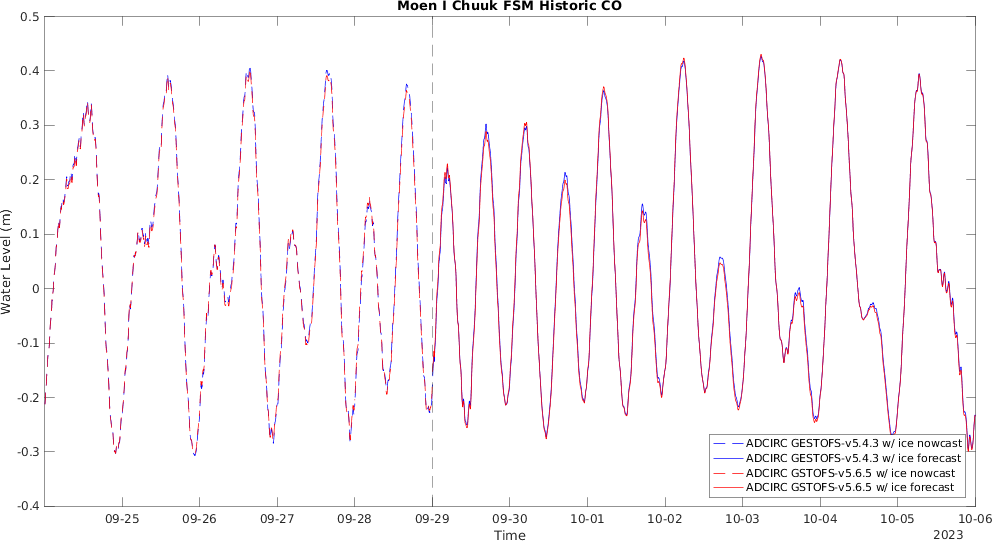 Moen I Chuuk FSM Historic CO
0.5
0.4
0.3
0.2
0.1
0
-0.1
-0.2
-0.3
-0.4
Water Level (m)
ADCIRC GESTOFS-v5.4.3 w/ ice nowcast
ADCIRC GESTOFS-v5.4.3 w/ ice forecast
ADCIRC GSTOFS-v5.6.5 w/ ice nowcast
ADCIRC GSTOFS-v5.6.5 w/ ice forecast
09-25 09-26 09-27 09-28 09-29 09-30 10-01 10-02 10-03 10-04 10-05 10-06
Time
2023